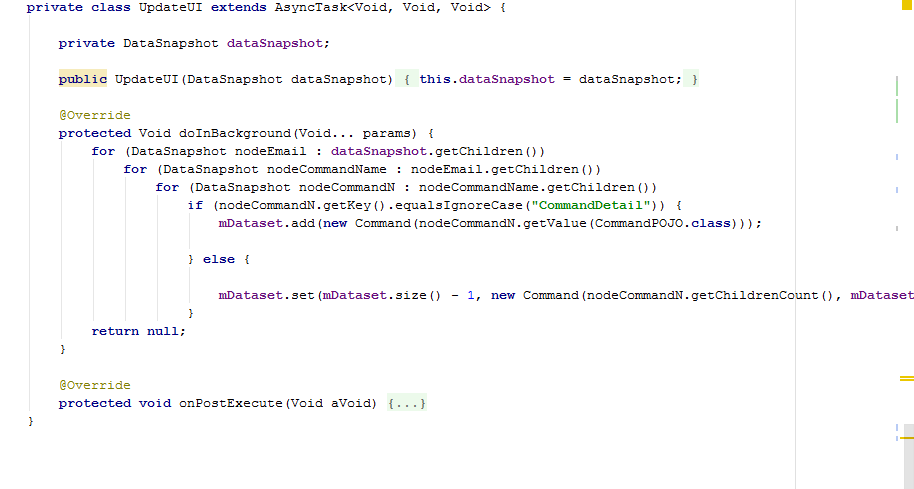 private class UpdateUI extends AsyncTask<Void, Void, Void> {
private DataSnapshot dataSnapshot;
public UpdateUI(DataSnapshot dataSnapshot) { this.dataSnapshot = dataSnapshot; }
@Override
protected Void doInBackground(Void... params) {
for (DataSnapshot nodeEmail : dataSnapshot.getChildren())
for (DataSnapshot nodeCommandName : nodeEmail.getChildren())
for (DataSnapshot nodeCommandN : nodeCommandName.getChildren())
if (nodeCommandN.getKey().equalsIgnoreCase("CommandDetail")) {
mDataset.add(new Command(nodeCommandN.getValue(CommandPOJO.class)));
} else {
mDataset.set(mDataset.size() - 1, new Command(nodeCommandN.getChildrenCount(), mDataset
}
return null;
}
@Override
protected void onPostExecute(Void aVoid) {...}
}